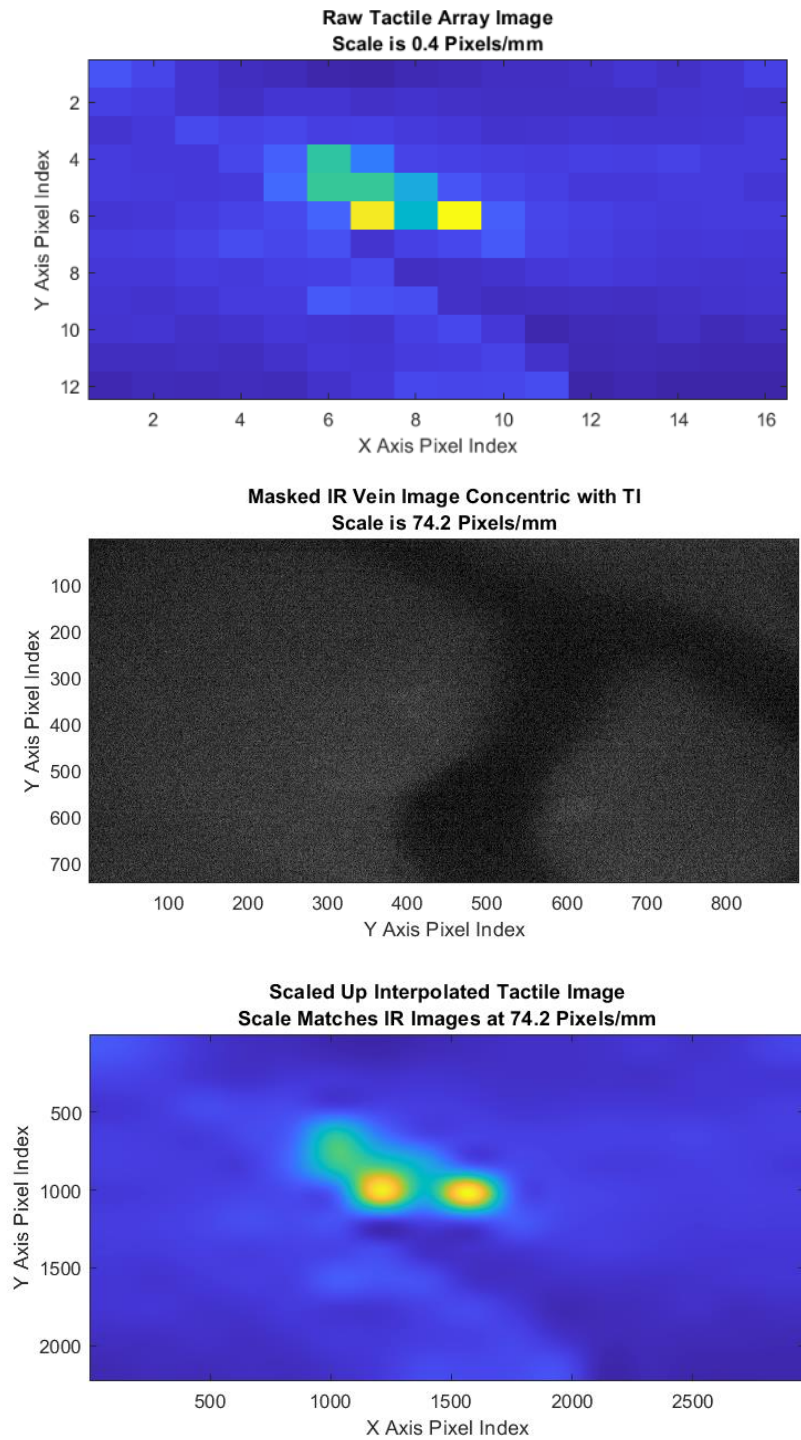 Raw Tactile Array Image
Scale is 0.4 Pixels/mm
2
4
6
8
10
12
Y Axis Pixel Index
2 4 6 8 10 12 14 16
X Axis Pixel Index
Masked IR Vein Image Concentric with TI
Scale is 74.2 Pixels/mm
100
200
300
400
500
600
700
Y Axis Pixel Index
100 200 300 400 500 600 700 800
Y Axis Pixel Index
Scaled Up Interpolated Tactile Image
Scale Matches IR Images at 74.2 Pixels/mm
500
1000
1500
2000
Y Axis Pixel Index
500 1000 1500 2000 2500
X Axis Pixel Index